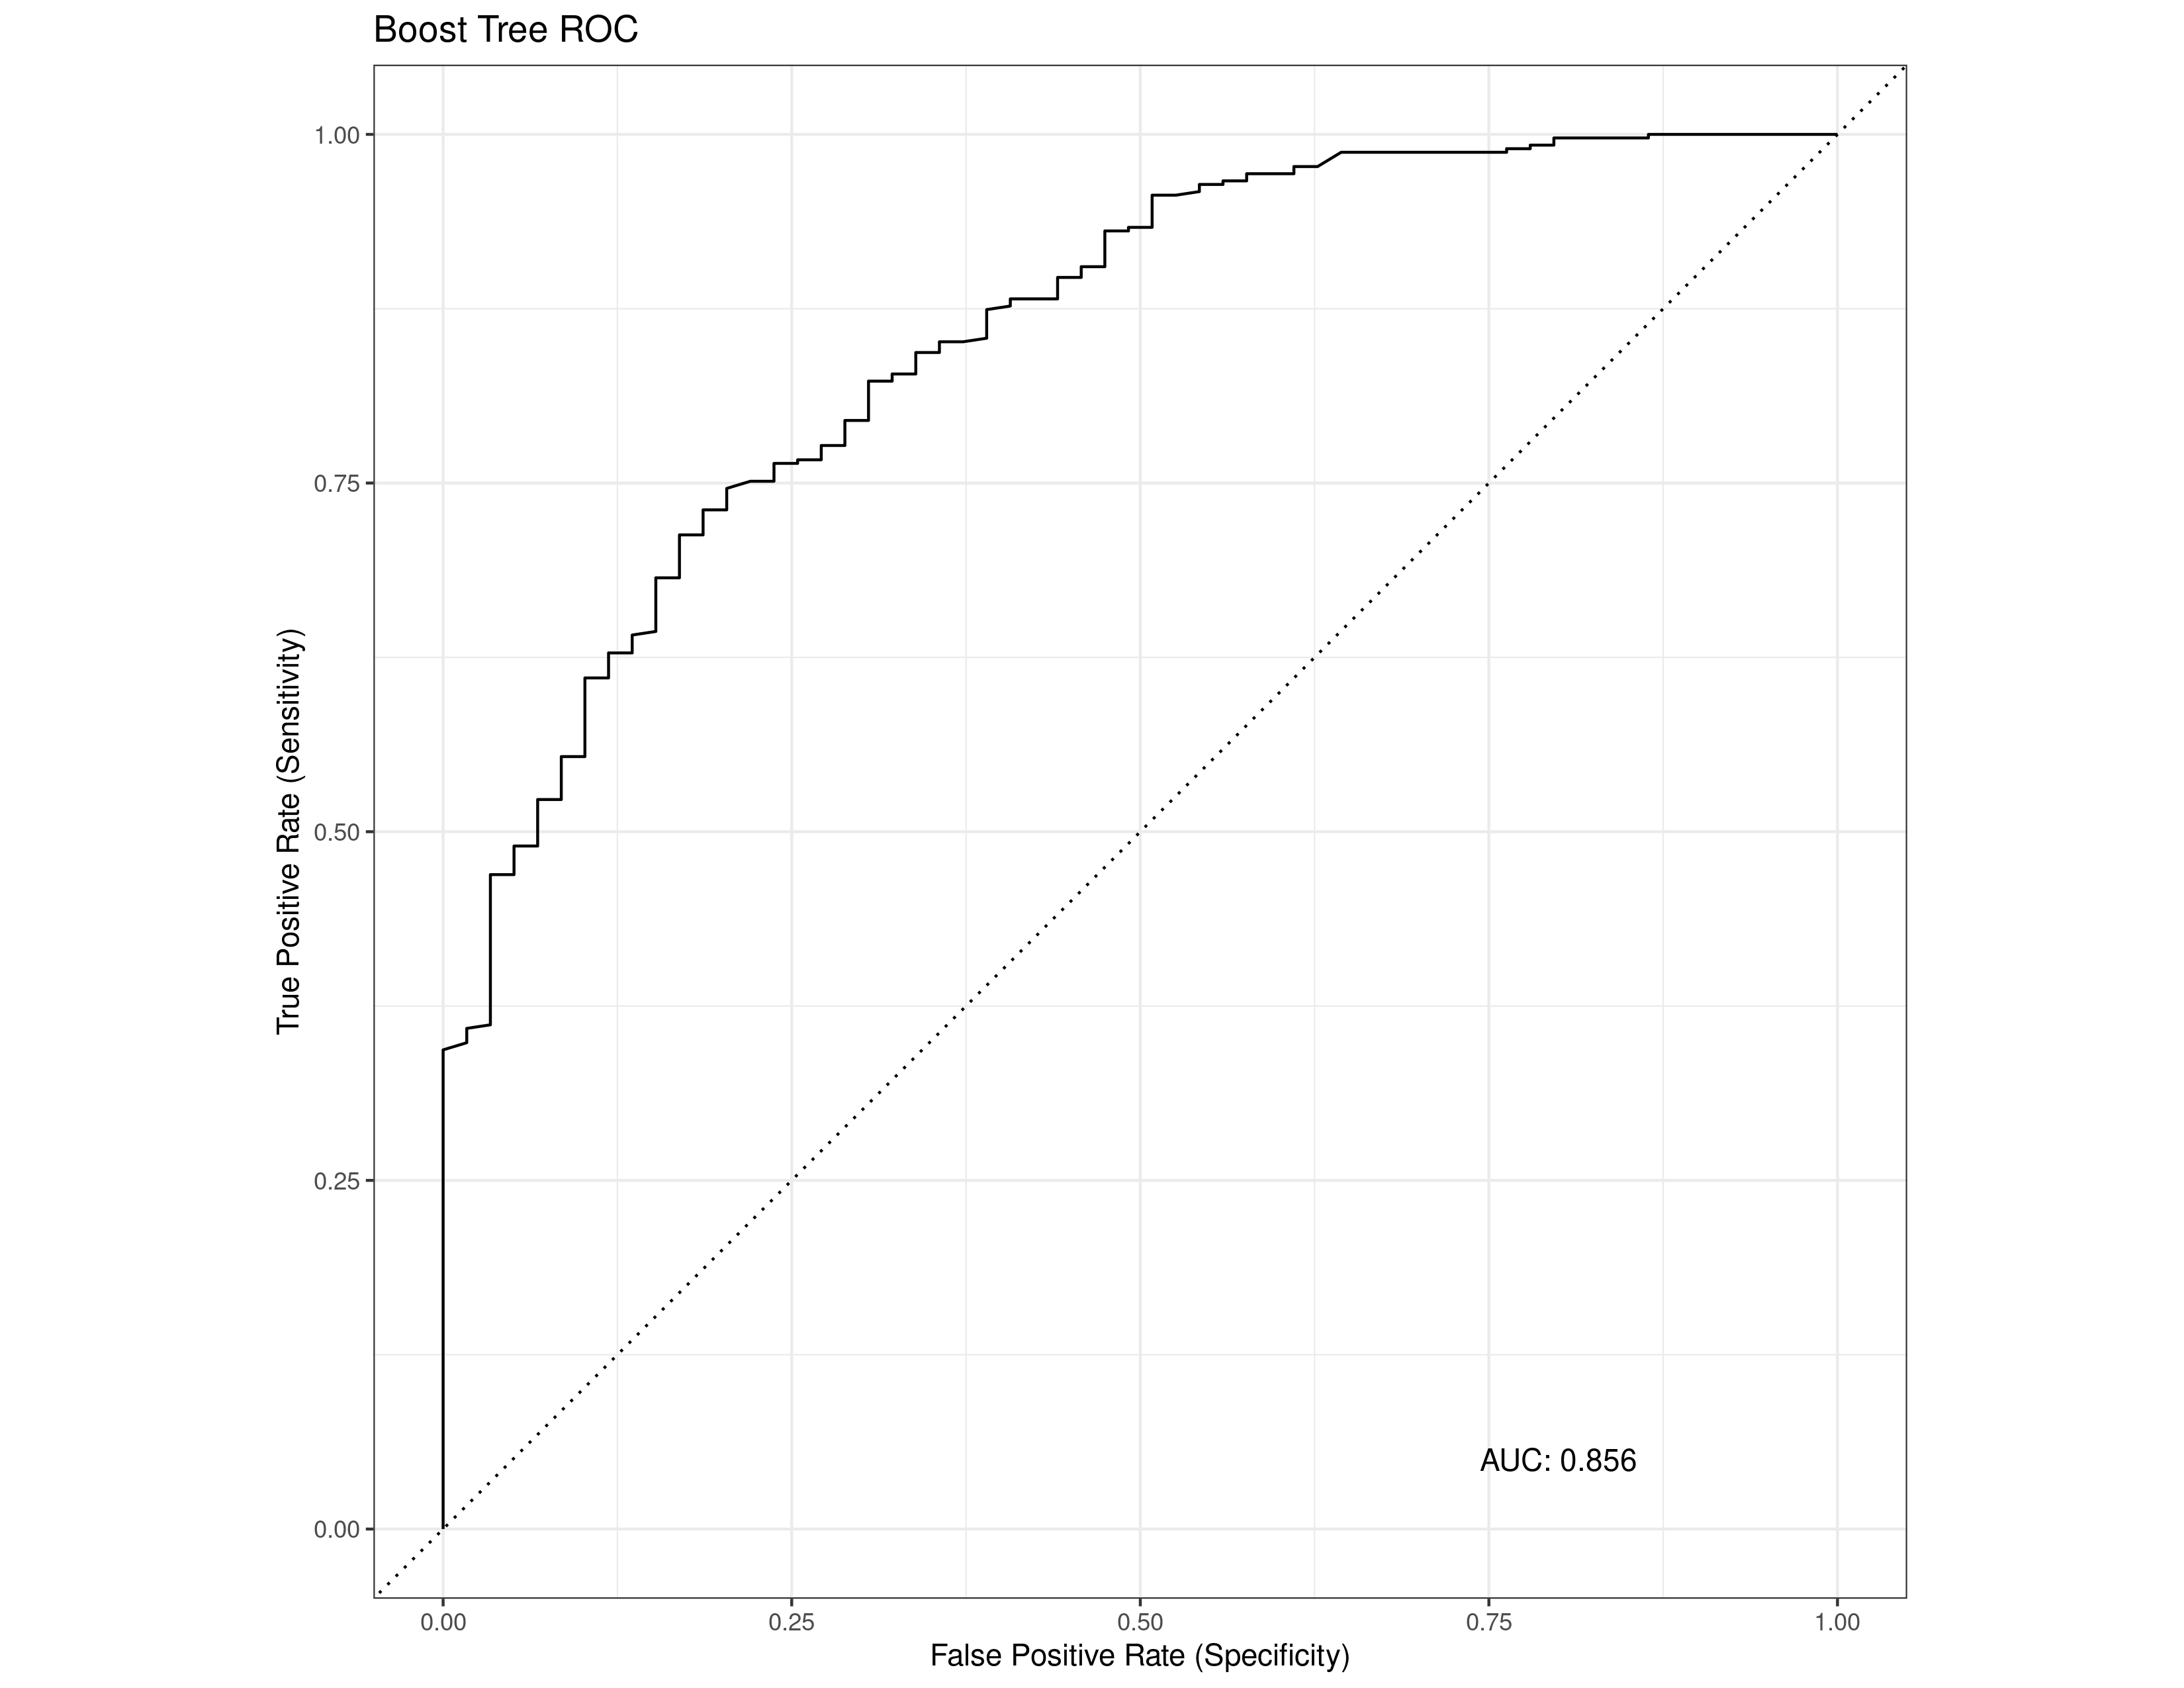 Boost Tree ROC
True Positive Rate (Sensitivity)
1.00
0.75
0.50
0.25
0.00
AUC: 0.856
0.00 0.25 0.50 0.75 1.00
False Positive Rate (Specificity)